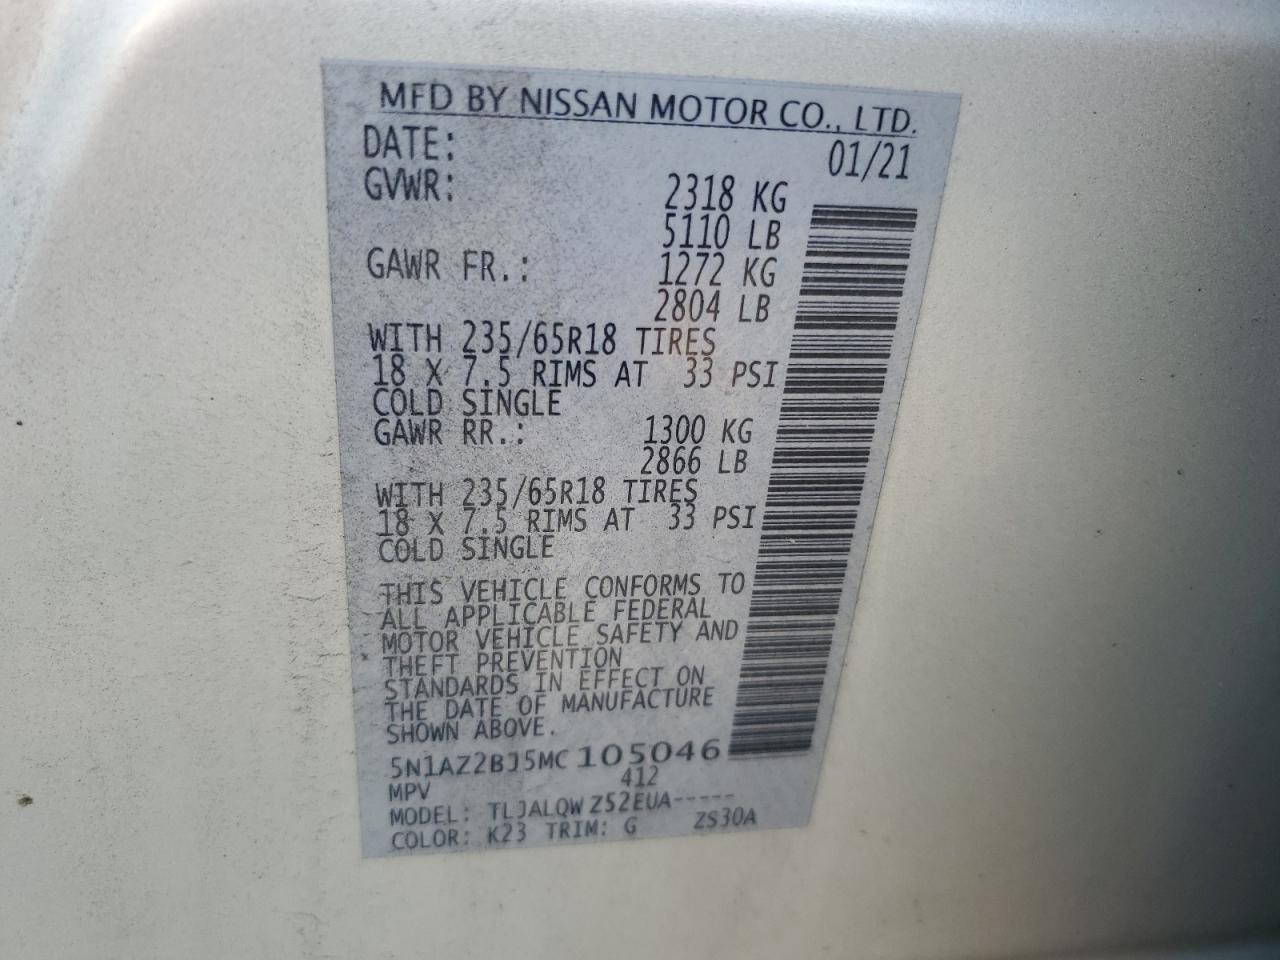 MFD BY NISSAN MOTOR CO., LTD.
DATE: 01/21
GVWR: 2318 KG
5110 LB
GAWR FR.: 1272 KG
2804 LB
WITH 235/65R18 TIRES
18 X 7.5 RIMS AT 33 PSI
COLD SINGLE
GAWR RR.: 1300 KG
2866 LB
WITH 235/65R18 TIRES
18 X 7.5 RIMS AT 33 PSI
COLD SINGLE
THIS VEHICLE CONFORMS TO
ALL APPLICABLE FEDERAL
MOTOR VEHICLE SAFETY AND
THEFT PREVENTION
STANDARDS IN EFFECT ON
THE DATE OF MANUFACTURE
SHOWN ABOVE.
5N1AZ2BJ5MC105046
MPV 412
MODEL: TLJALQWZ52EUA-----
COLOR: K23 TRIM: G ZS30A